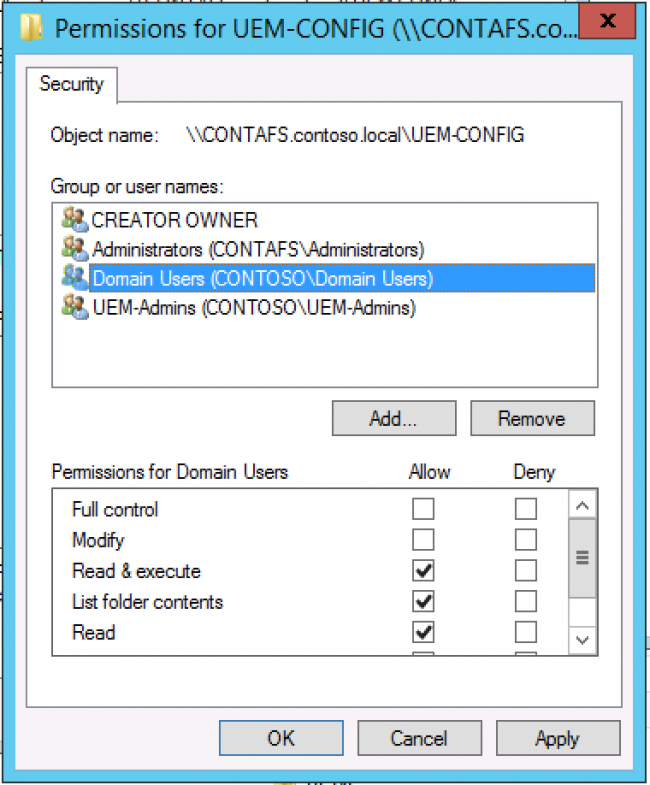 Permissions for UEM-CONFIG (\\CONTAFS.co...
x
Security
Object name: \\CONTAFS.contoso.local\UEM-CONFIG
Group or user names:
CREATOR OWNER
Administrators (CONTAFS\Administrators)
Domain Users (CONTOSO\Domain Users)
UEM-Admins (CONTOSO\UEM-Admins)
Add... Remove
Permissions for Domain Users Allow Deny
Full control
Modify
Read & execute
List folder contents
Read
OK Cancel Apply